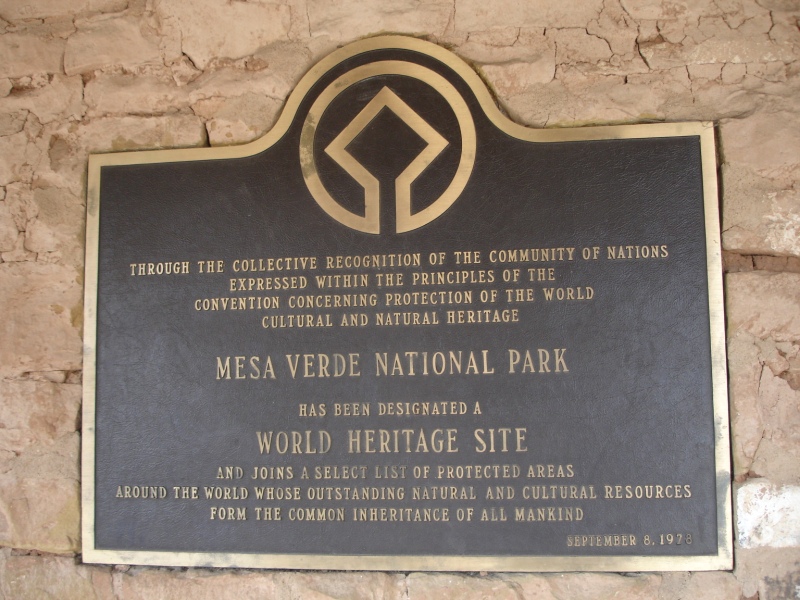 THROUGH THE COLLECTIVE RECOGNITION OF THE COMMUNITY OF NATIONS
EXPRESSED WITHIN THE PRINCIPLES OF THE
CONVENTION CONCERNING PROTECTION OF THE WORLD
CULTURAL AND NATURAL HERITAGE
MESA VERDE NATIONAL PARK
HAS BEEN DESIGNATED A
WORLD HERITAGE SITE
AND JOINS A SELECT LIST OF PROTECTED AREAS
AROUND THE WORLD WHOSE OUTSTANDING NATURAL AND CULTURAL RESOURCES
FORM THE COMMON INHERITANCE OF ALL MANKIND
SEPTEMBER 8, 1978